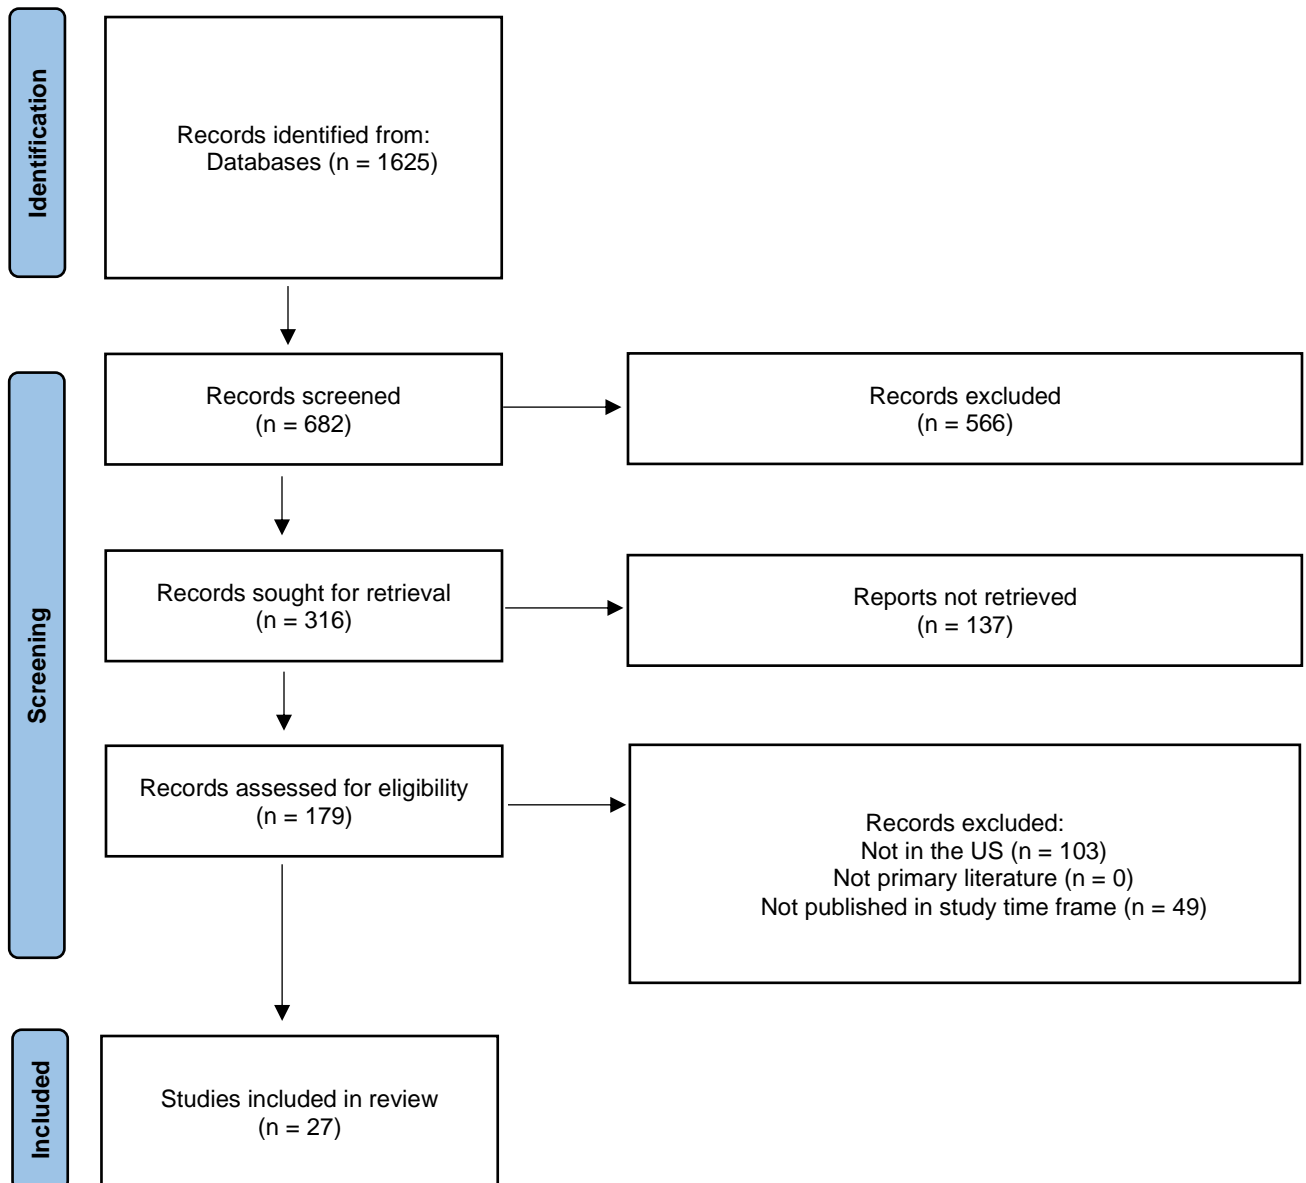 Identification
Records identified from:
Databases (n = 1625)
Screening
Records screened
(n = 682)
Records excluded
(n = 566)
Records sought for retrieval
(n = 316)
Reports not retrieved
(n = 137)
Records assessed for eligibility
(n = 179)
Records excluded:
Not in the US (n = 103)
Not primary literature (n = 0)
Not published in study time frame (n = 49)
Included
Studies included in review
(n = 27)